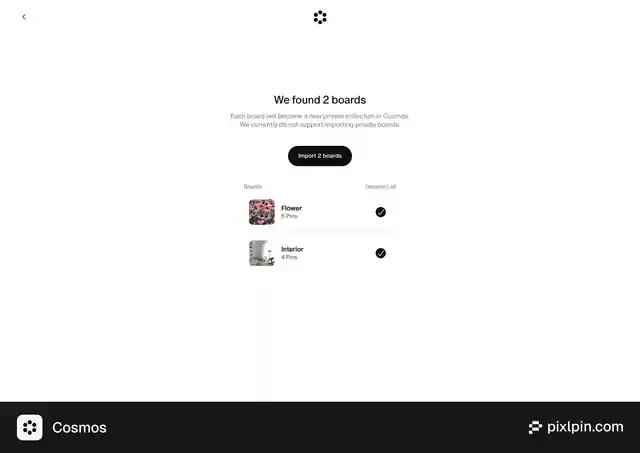 We found 2 boards
Each board will become a new private collection in Cosmos.
We currently do not support importing private boards.
Import 2 boards
Boards
Deselect all
Flower
5 Pins
Interior
4 Pins
Cosmos
pixlpin.com